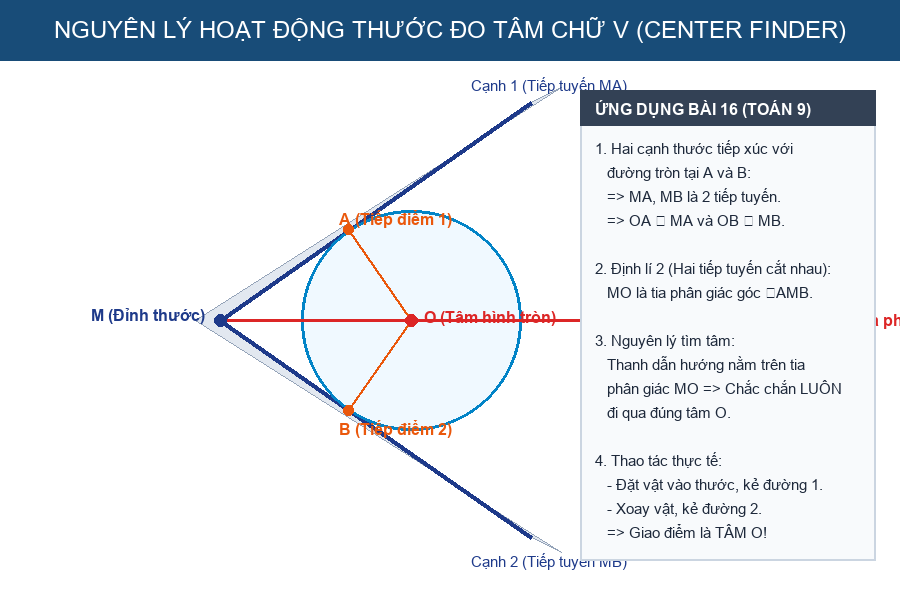 NGUYÊN LÝ HOẠT ĐỘNG THƯỚC ĐO TÂM CHỮ V (CENTER FINDER)
Cạnh 1 (Tiếp tuyến MA)
ỨNG DỤNG BÀI 16 (TOÁN 9)
1. Hai cạnh thước tiếp xúc với
đường tròn tại A và B:
=> MA, MB là 2 tiếp tuyến.
=> OA □ MA và OB □ MB.
2. Định lí 2 (Hai tiếp tuyến cắt nhau):
MO là tia phân giác góc □AMB.
3. Nguyên lý tìm tâm:
Thanh dẫn hướng nằm trên tia
phân giác MO => Chắc chắn LUÔN
đi qua đúng tâm O.
4. Thao tác thực tế:
- Đặt vật vào thước, kẻ đường 1.
- Xoay vật, kẻ đường 2.
=> Giao điểm là TÂM O!
A (Tiếp điểm 1)
M (Đỉnh thước)
O (Tâm hình tròn)
B (Tiếp điểm 2)
Cạnh 2 (Tiếp tuyến MB)